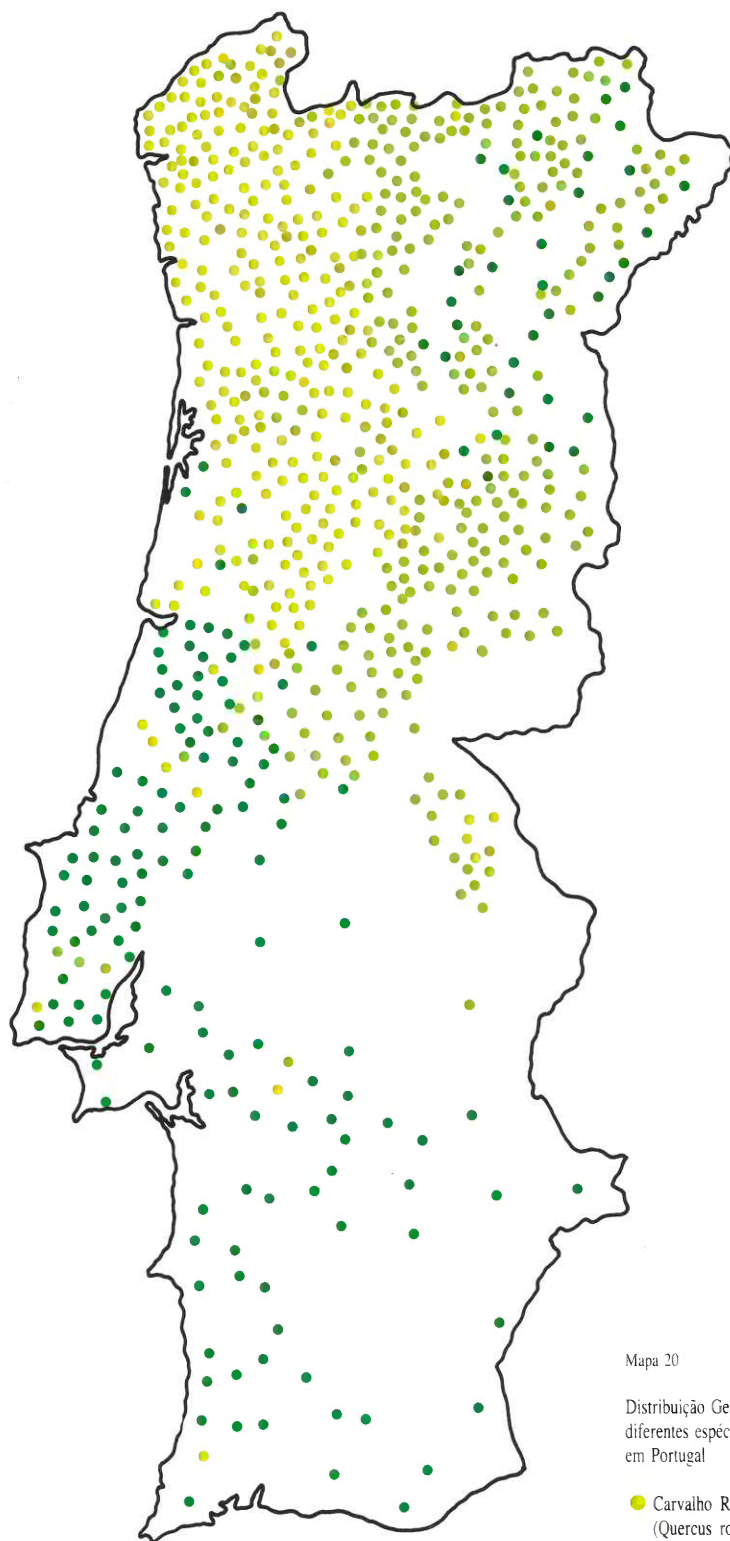 Mapa 20
Distribuição Ge
diferentes espéc
em Portugal
Carvalho R
(Quercus ro